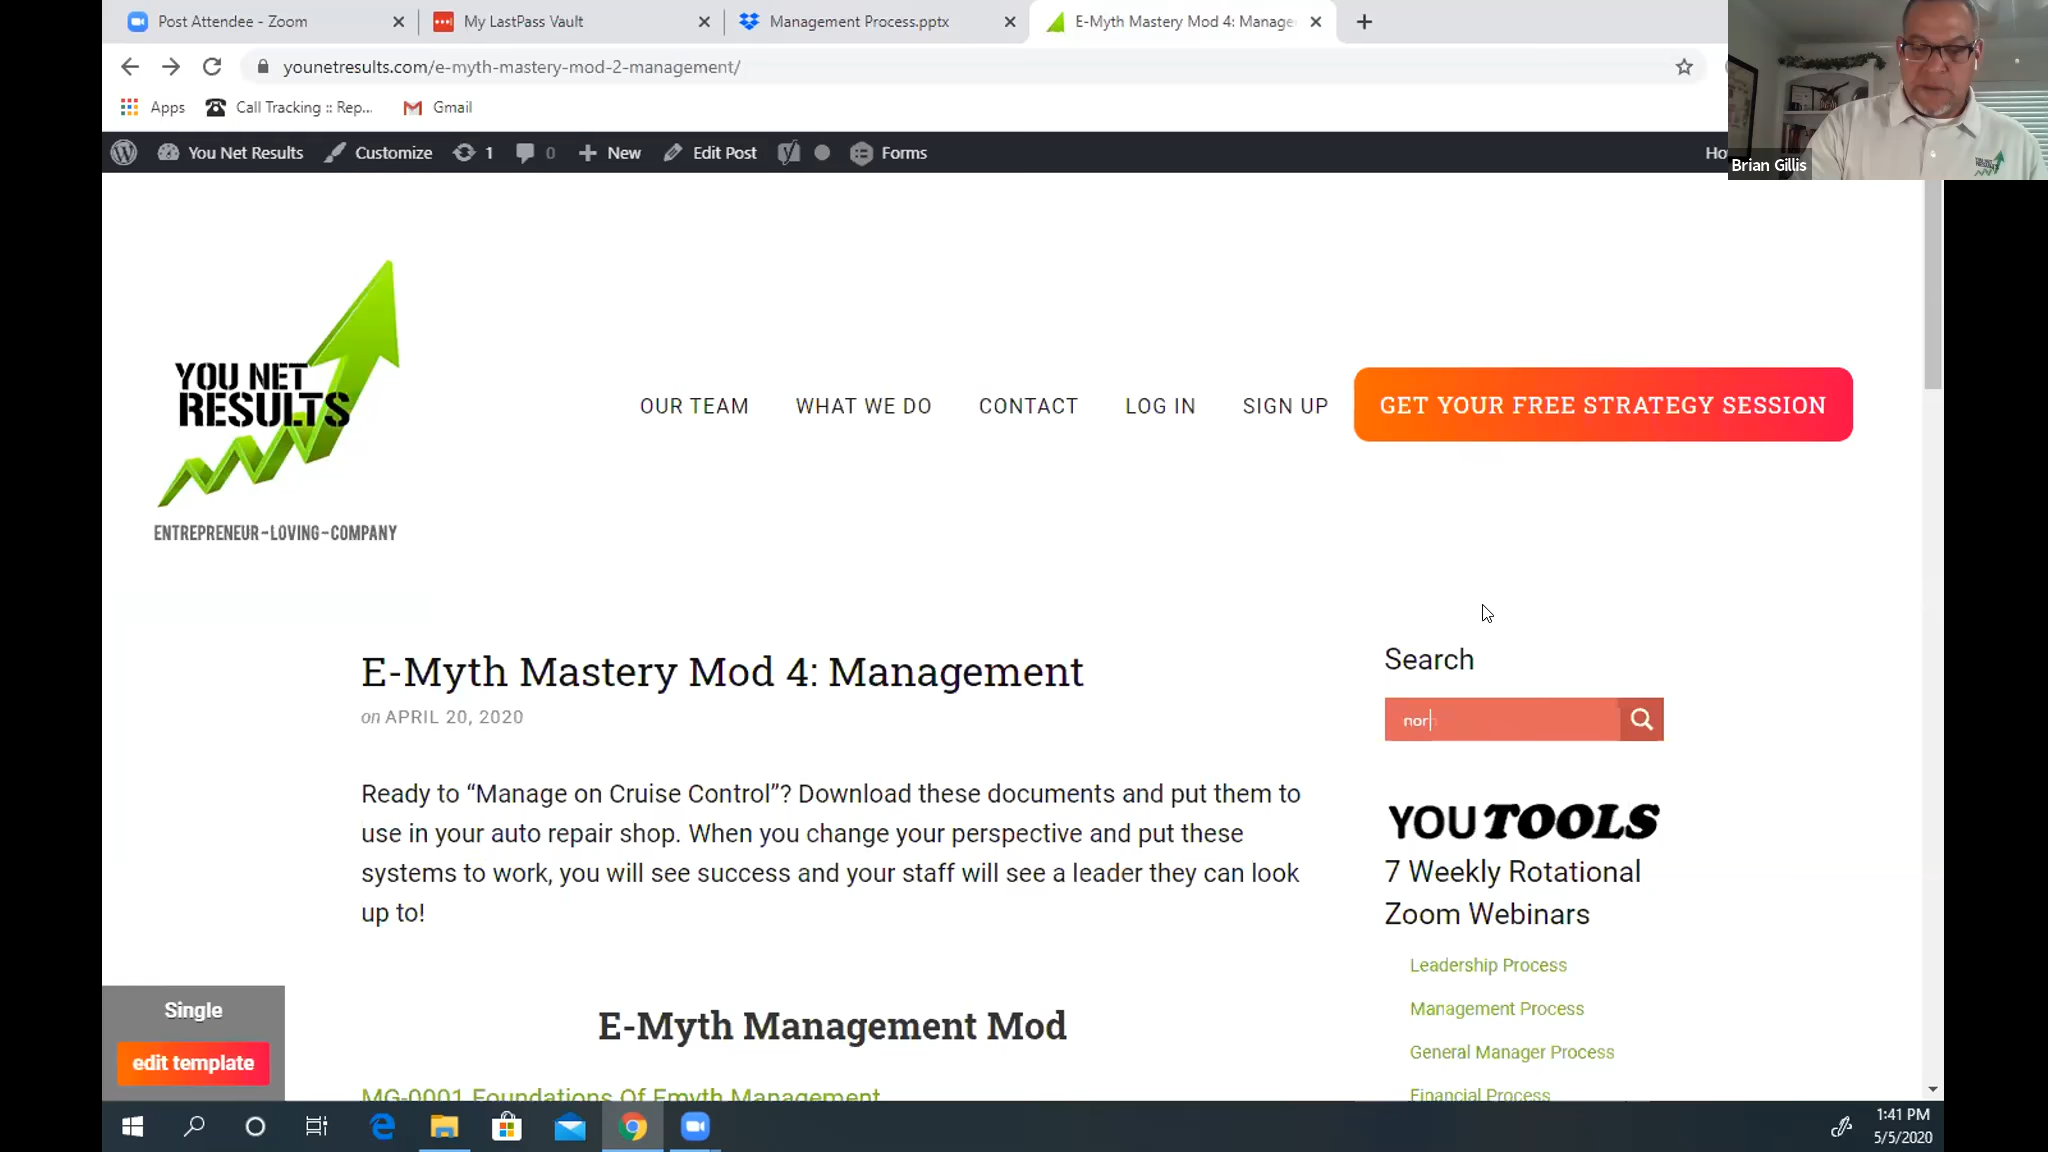 Post Attendee - Zoom
My LastPass Vault
Management Process.pptx
E-Myth Mastery Mod 4: Manage
younetresults.com/e-myth-mastery-mod-2-management/
Apps
Call Tracking :: Rep...
Gmail
You Net Results
Customize
1
0
New
Edit Post
Forms
Ho
Brian Gillis
YOU NET
RESULTS
ENTREPRENEUR-LOVING-COMPANY
OUR TEAM
WHAT WE DO
CONTACT
LOG IN
SIGN UP
GET YOUR FREE STRATEGY SESSION
E-Myth Mastery Mod 4: Management
on APRIL 20, 2020
Ready to “Manage on Cruise Control”? Download these documents and put them to
use in your auto repair shop. When you change your perspective and put these
systems to work, you will see success and your staff will see a leader they can look
up to!
E-Myth Management Mod
MG-0001 Foundations Of Emyth Management
Search
nor
YOU TOOLS
7 Weekly Rotational
Zoom Webinars
Leadership Process
Management Process
General Manager Process
Financial Process
Single
edit template
1:41 PM
5/5/2020